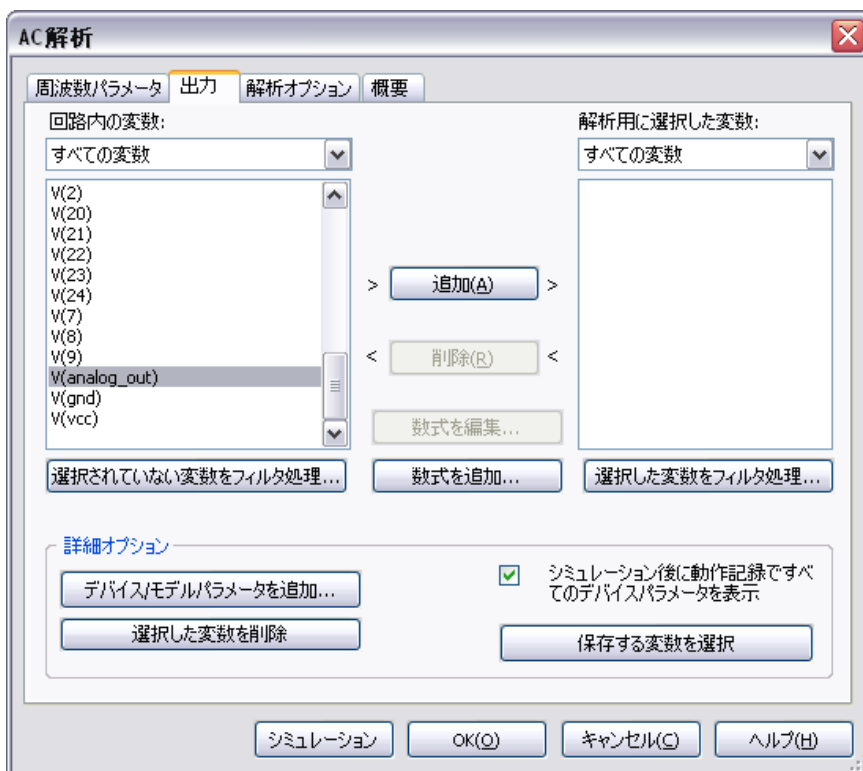 AC解析
周波数パラメータ 出力 解析オプション 概要
回路内の変数:
すべての変数
V(2)
V(20)
V(21)
V(22)
V(23)
V(24)
V(7)
V(8)
V(9)
V(analog_out)
V(gnd)
V(vcc)
選択されていない変数をフィルタ処理...
> 追加(A) >
< 削除(R) <
数式を編集...
数式を追加...
解析用に選択した変数:
すべての変数
選択した変数をフィルタ処理...
詳細オプション
デバイス/モデルパラメータを追加...
選択した変数を削除
シミュレーション後に動作記録ですべ
てのデバイスパラメータを表示
保存する変数を選択
シミュレーション OK(O) キャンセル(C) ヘルプ(H)